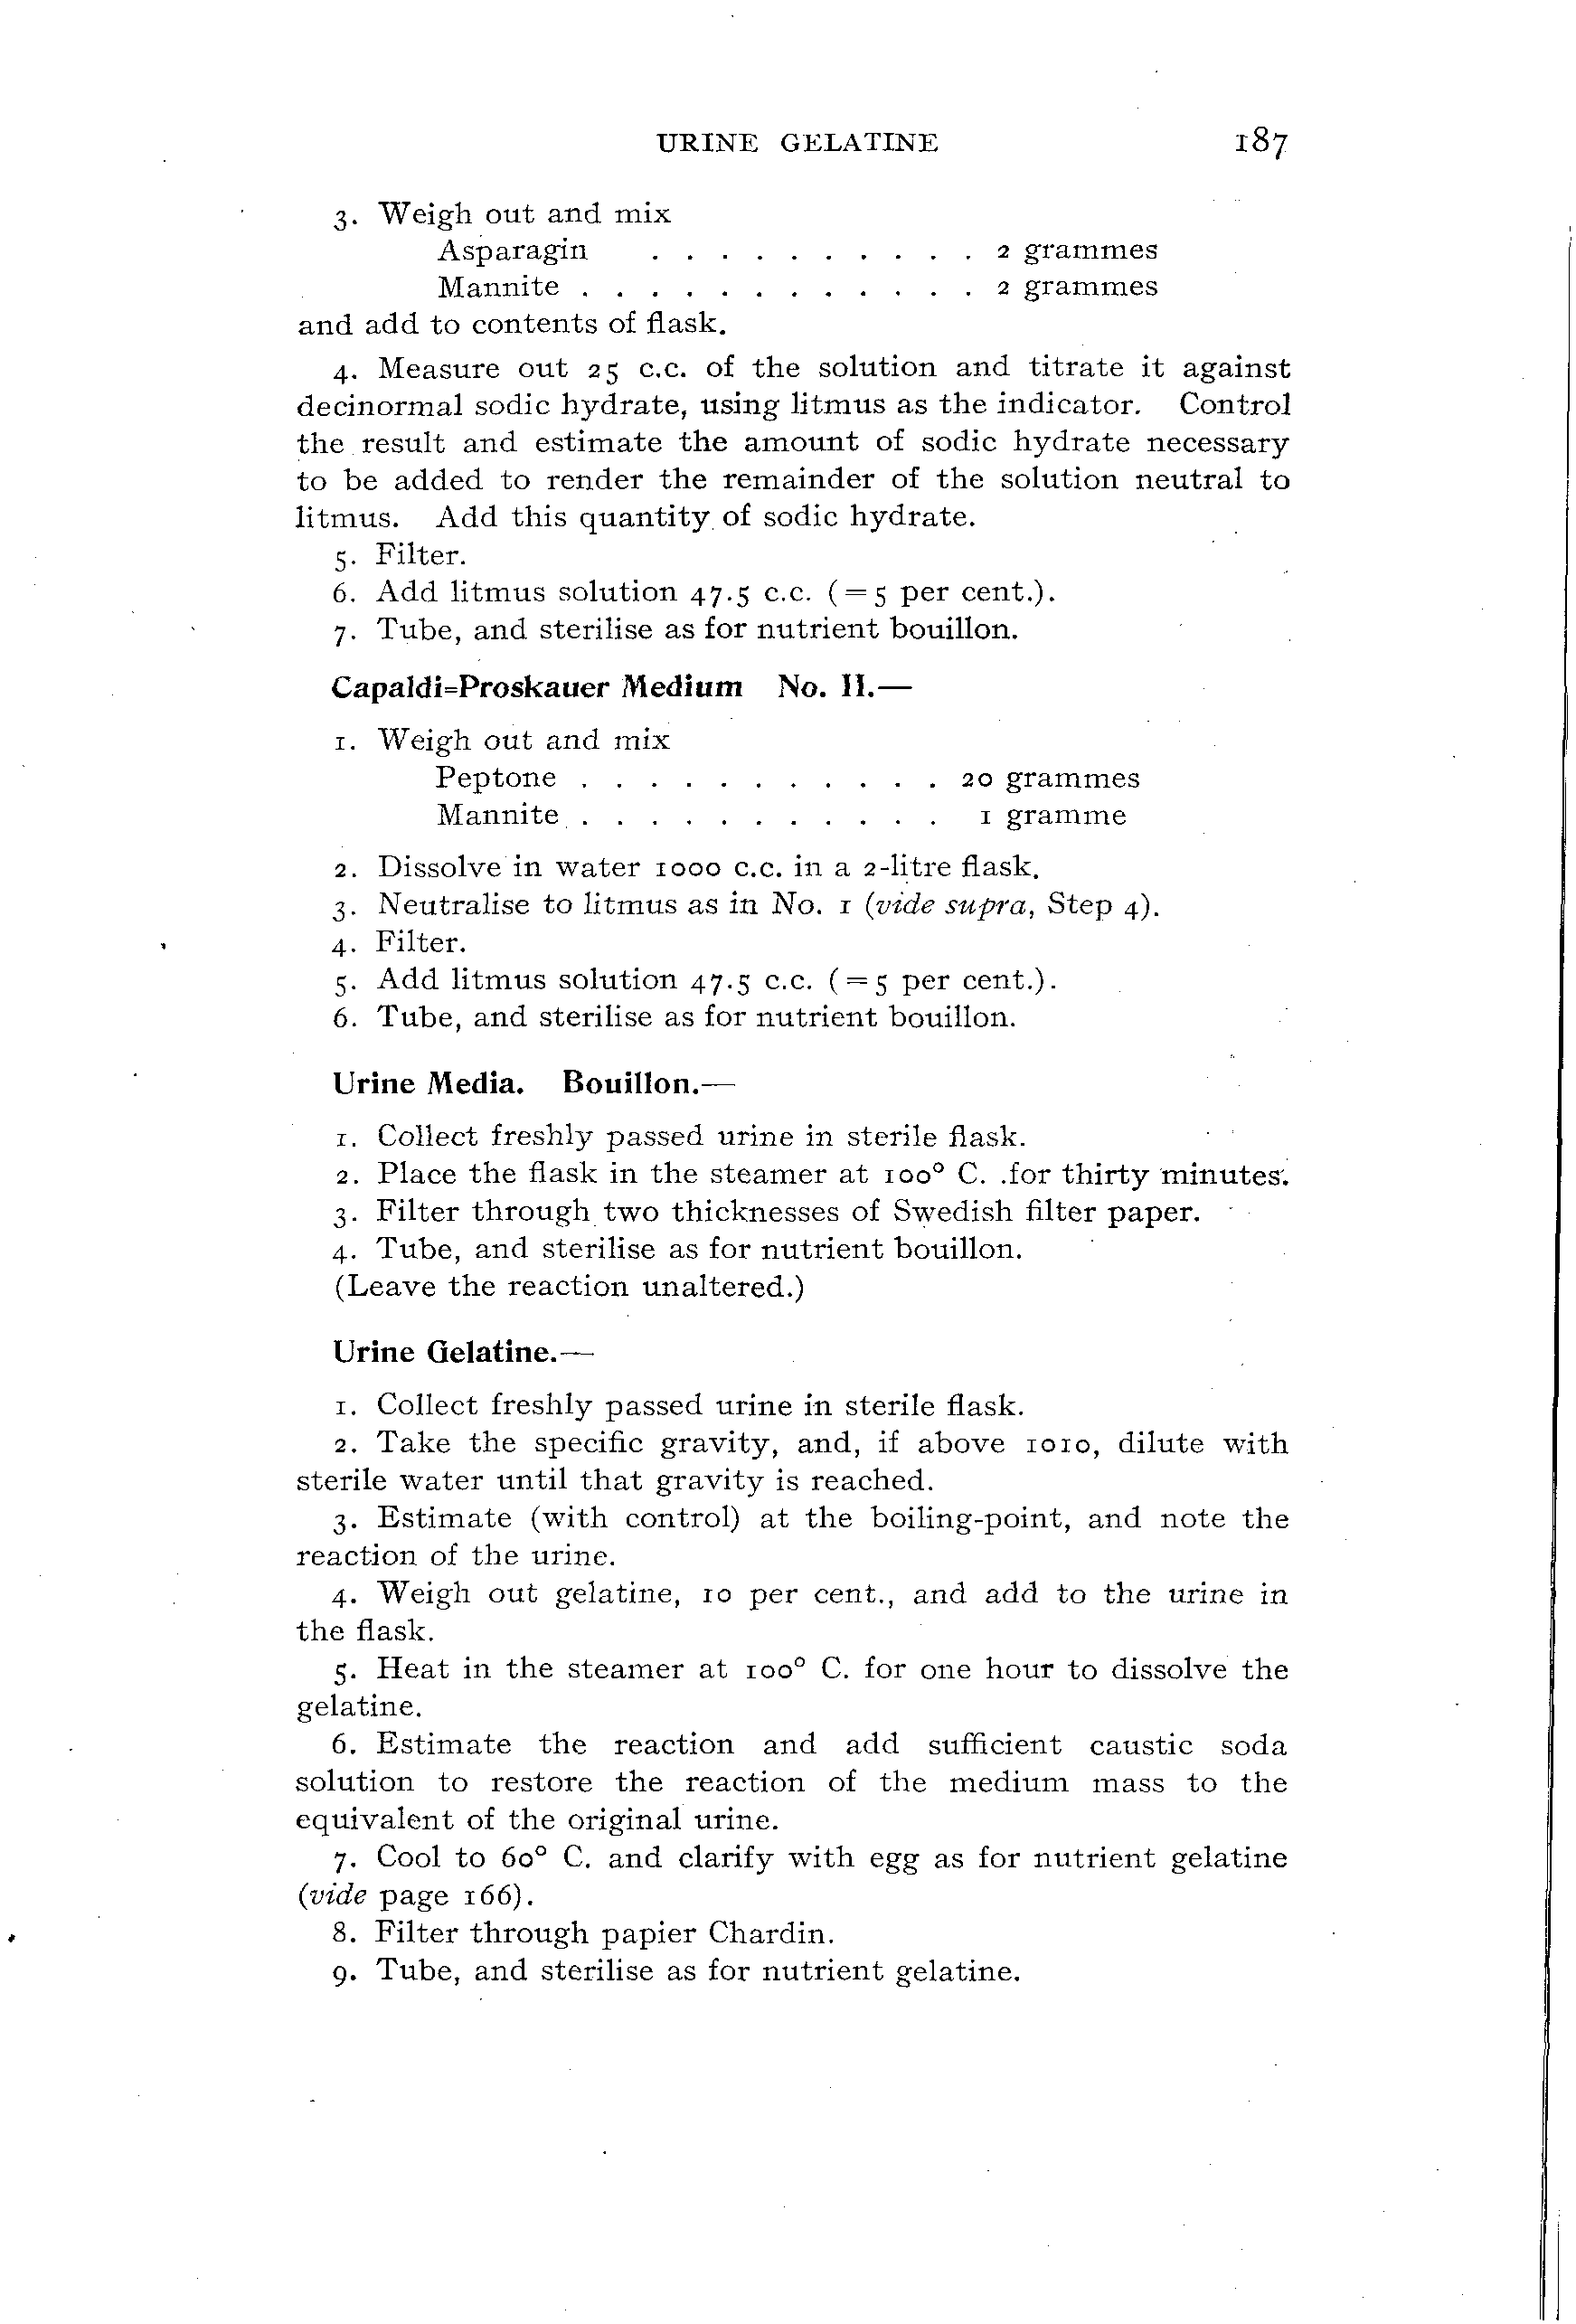 URINE GELATINE 187
3. Weigh out and mix
Asparagin . . . . . . . . . . 2 grammes
Mannite . . . . . . . . . . . . 2 grammes
and add to contents of flask.
4. Measure out 25 c.c. of the solution and titrate it against
decinormal sodic hydrate, using litmus as the indicator. Control
the result and estimate the amount of sodic hydrate necessary
to be added to render the remainder of the solution neutral to
litmus. Add this quantity of sodic hydrate.
5. Filter.
6. Add litmus solution 47.5 c.c. (=5 per cent.).
7. Tube, and sterilise as for nutrient bouillon.
Capaldi=Proskauer Medium No. II.—
1. Weigh out and mix
Peptone . . . . . . . . . . . 20 grammes
Mannite . . . . . . . . . . . 1 gramme
2. Dissolve in water 1000 c.c. in a 2-litre flask.
3. Neutralise to litmus as in No. 1 (vide supra, Step 4).
4. Filter.
5. Add litmus solution 47.5 c.c. (=5 per cent.).
6. Tube, and sterilise as for nutrient bouillon.
Urine Media. Bouillon.—
1. Collect freshly passed urine in sterile flask.
2. Place the flask in the steamer at 100° C. for thirty minutes.
3. Filter through two thicknesses of Swedish filter paper.
4. Tube, and sterilise as for nutrient bouillon.
(Leave the reaction unaltered.)
Urine Gelatine.—
1. Collect freshly passed urine in sterile flask.
2. Take the specific gravity, and, if above 1010, dilute with
sterile water until that gravity is reached.
3. Estimate (with control) at the boiling-point, and note the
reaction of the urine.
4. Weigh out gelatine, 10 per cent., and add to the urine in
the flask.
5. Heat in the steamer at 100° C. for one hour to dissolve the
gelatine.
6. Estimate the reaction and add sufficient caustic soda
solution to restore the reaction of the medium mass to the
equivalent of the original urine.
7. Cool to 60° C. and clarify with egg as for nutrient gelatine
(vide page 166).
8. Filter through papier Chardin.
9. Tube, and sterilise as for nutrient gelatine.